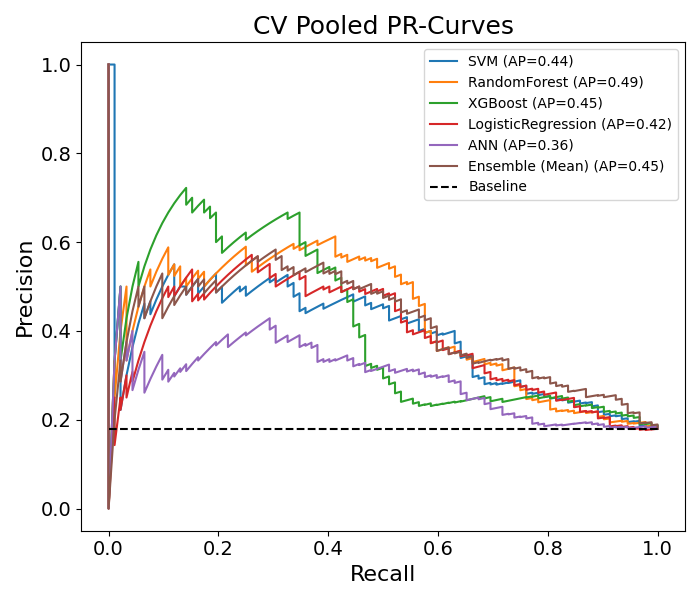 CV Pooled PR-Curves
SVM (AP=0.44)
RandomForest (AP=0.49)
XGBoost (AP=0.45)
LogisticRegression (AP=0.42)
ANN (AP=0.36)
Ensemble (Mean) (AP=0.45)
Baseline
Precision
1.0
0.8
0.6
0.4
0.2
0.0
0.0 0.2 0.4 0.6 0.8 1.0
Recall